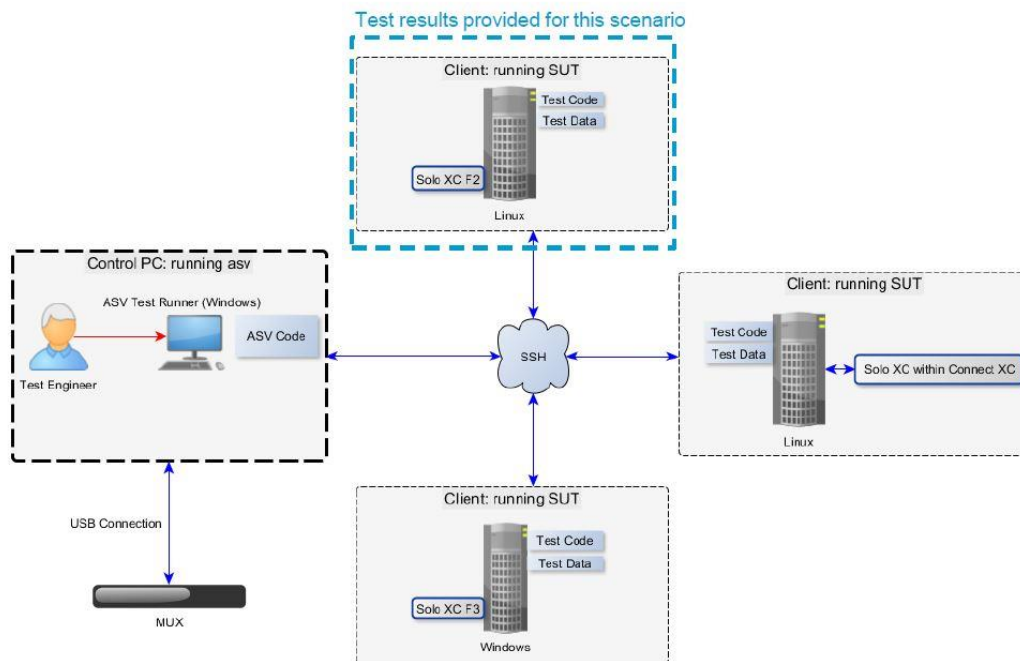 Test results provided for this scenario
Client: running SUT
Test Code
Test Data
Solo XC F2
Linux
Control PC: running asv
ASV Test Runner (Windows)
ASV Code
Test Engineer
SSH
Client: running SUT
Test Code
Test Data
Solo XC within Connect XC
Linux
USB Connection
MUX
Client: running SUT
Test Code
Test Data
Solo XC F3
Windows